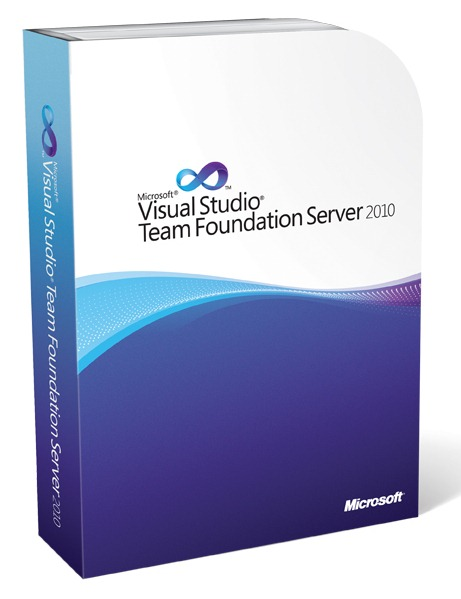 Microsoft®
Visual Studio®
Team Foundation Server 2010
Microsoft®
Microsoft®
Visual Studio® Team Foundation Server 2010